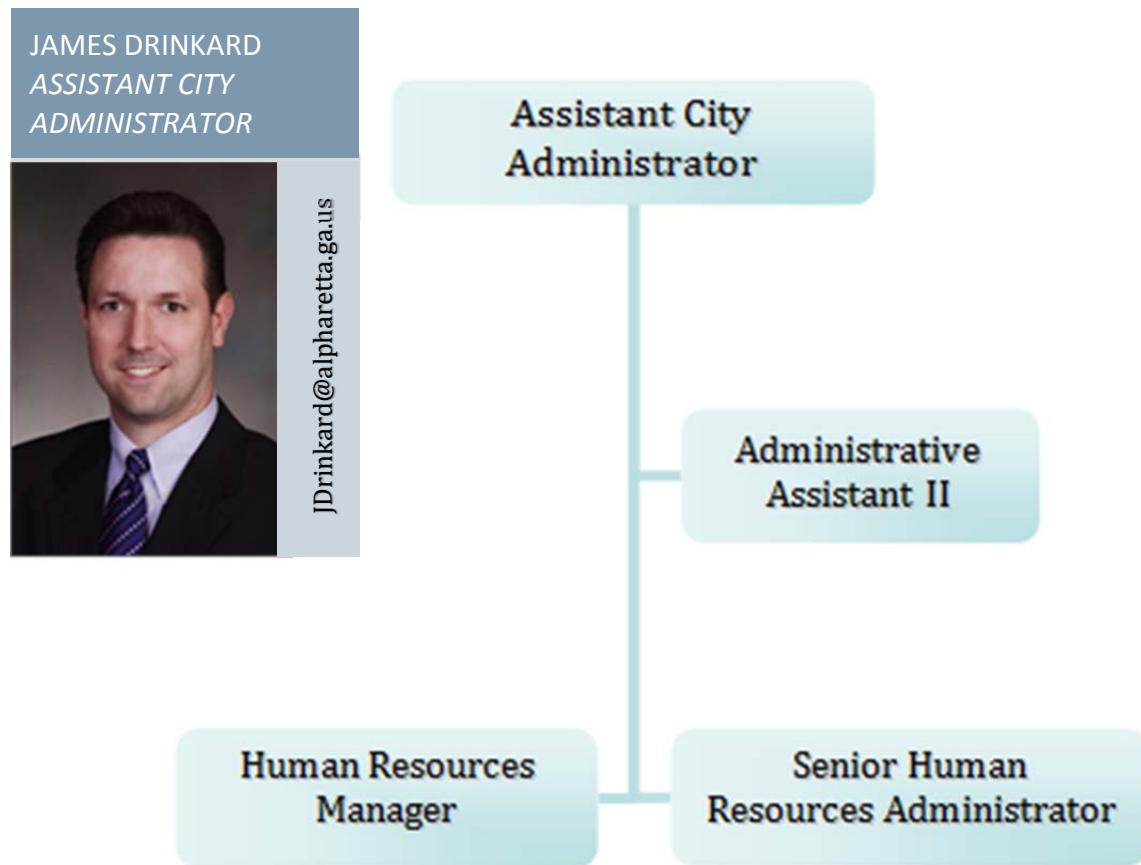 JAMES DRINKARD
ASSISTANT CITY
ADMINISTRATOR
JDrinkard@alpharetta.ga.us
Assistant City
Administrator
Administrative
Assistant II
Human Resources
Manager
Senior Human
Resources Administrator